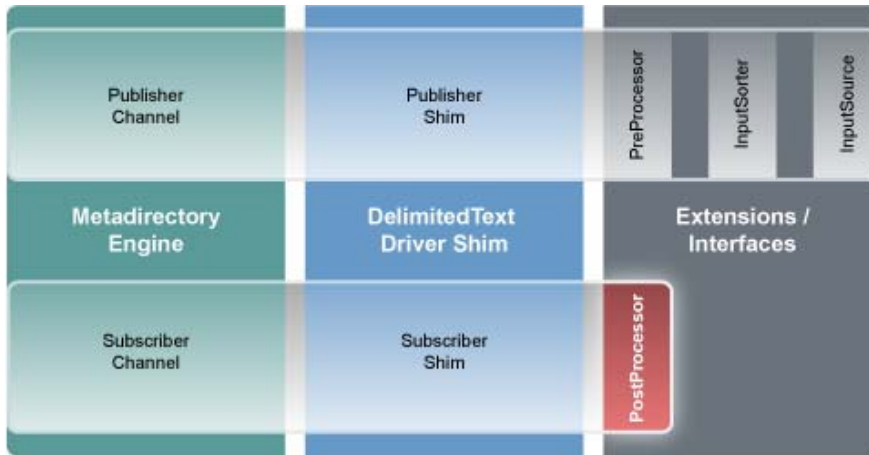 Publisher
Channel
Publisher
Shim
PreProcessor
InputSorter
InputSource
Metadirectory
Engine
DelimitedText
Driver Shim
Extensions /
Interfaces
Subscriber
Channel
Subscriber
Shim
PostProcessor